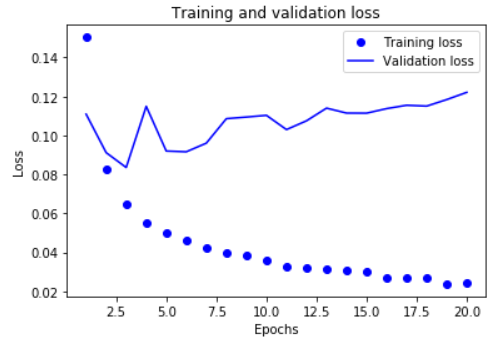 Training and validation loss
Training loss
Validation loss
0.14
0.12
0.10
0.08
0.06
0.04
0.02
Loss
2.5 5.0 7.5 10.0 12.5 15.0 17.5 20.0
Epochs